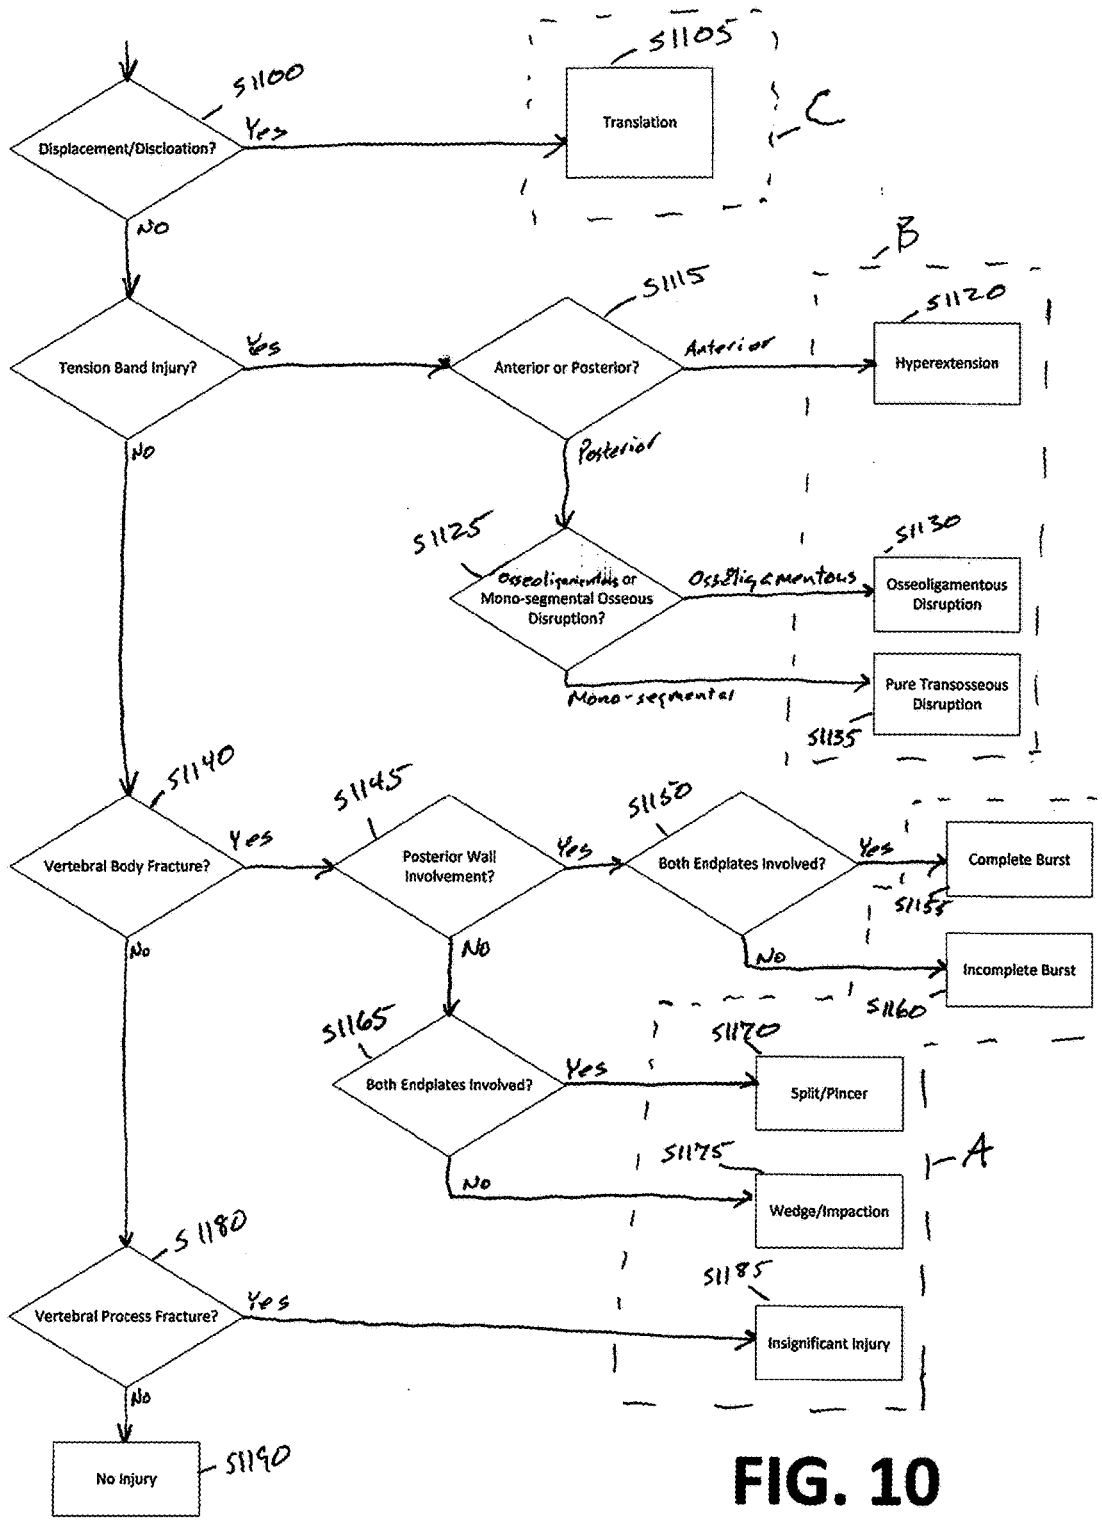 S1105
S1100
Translation
C
Yes
Displacement/Discloation?
NO
B
S1115
S1120
Yes
Anterior
Tension Band Injury?
Anterior or Posterior?
Hyperextension
NO
Posterior
S1125
S1130
Osseoligamentous or
Mono-segmental Osseous
Disruption?
Osseoligamentous
Osseoligamentous
Disruption
Mono-segmental
Pure Transosseous
Disruption
S1135
S1140
S1145
S1150
Yes
Yes
Yes
Vertebral Body Fracture?
Posterior Wall
Involvement?
Both Endplates Involved?
Complete Burst
S1155
No
NO
NO
Incomplete Burst
S1160
S1165
S1170
Yes
Both Endplates Involved?
Split/Pincer
S1175
A
NO
Wedge/Impaction
S1180
S1185
Yes
Vertebral Process Fracture?
Insignificant Injury
No
No Injury
S1190
FIG. 10